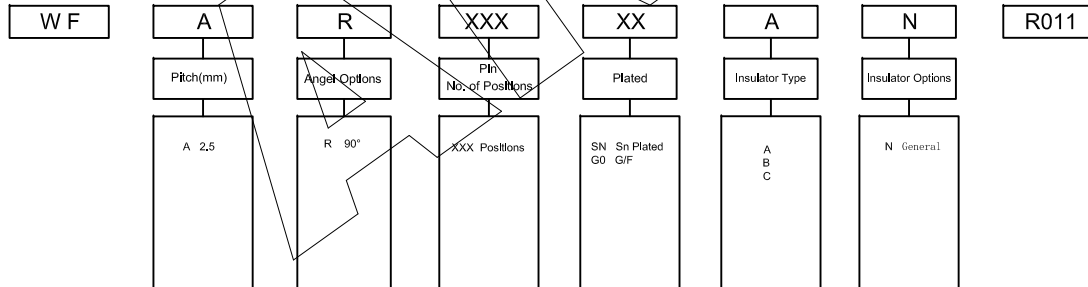 W F A R XXX XX A N R011
Pitch(mm) Angel Options Pin No. of Positions Plated Insulator Type Insulator Options
A 2.5
R 90°
XXX Positions
SN Sn Plated
G0 G/F
A
B
C
N General